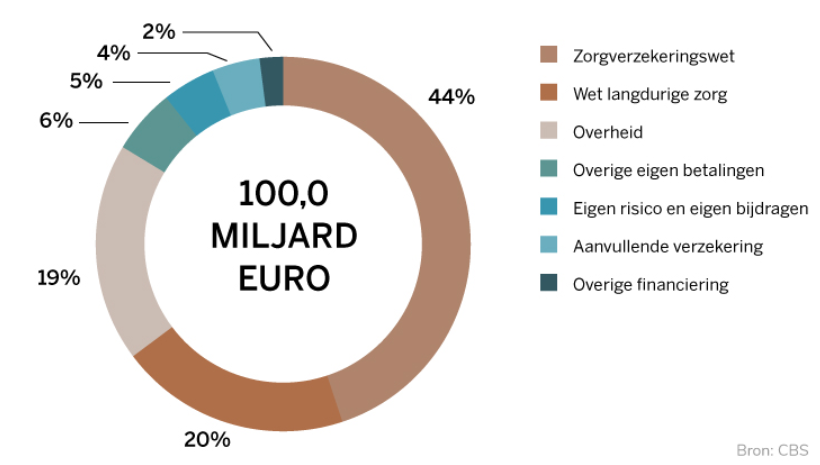 2%
4%
5%
6%
44%
19%
20%
100,0
MILJARD
EURO
Zorgverzekeringswet
Wet langdurige zorg
Overheid
Overige eigen betalingen
Eigen risico en eigen bijdragen
Aanvullende verzekering
Overige financiering
Bron: CBS